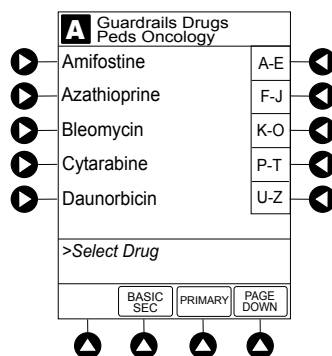 A Guardrails Drugs
Peds Oncology
Amifostine A-E
Azathioprine F-J
Bleomycin K-O
Cytarabine P-T
Daunorbicin U-Z
>Select Drug
BASIC SEC PRIMARY PAGE DOWN